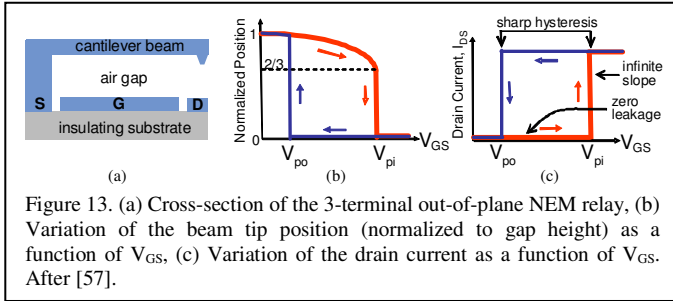 cantilever beam
air gap
S
G
D
insulating substrate
(a)
Normalized Position
1
2/3
0
V_po
V_pi
V_GS
(b)
sharp hysteresis
Drain Current, I_DS
infinite
slope
zero
leakage
V_po
V_pi
V_GS
(c)
Figure 13. (a) Cross-section of the 3-terminal out-of-plane NEM relay, (b)
Variation of the beam tip position (normalized to gap height) as a
function of V_GS, (c) Variation of the drain current as a function of V_GS.
After [57].